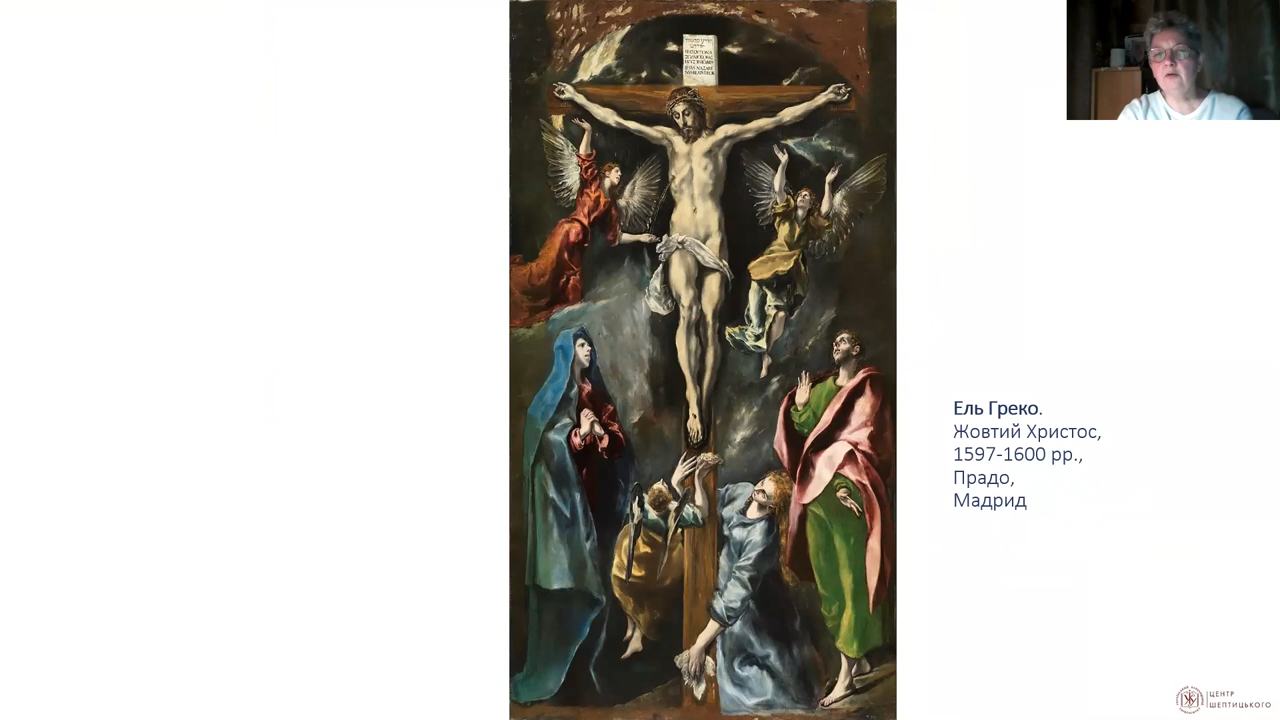 Ель Греко.
Жовтий Христос,
1597-1600 рр.,
Прадо,
Мадрид
ЦЕНТР
ШЕПТИЦЬКОГО